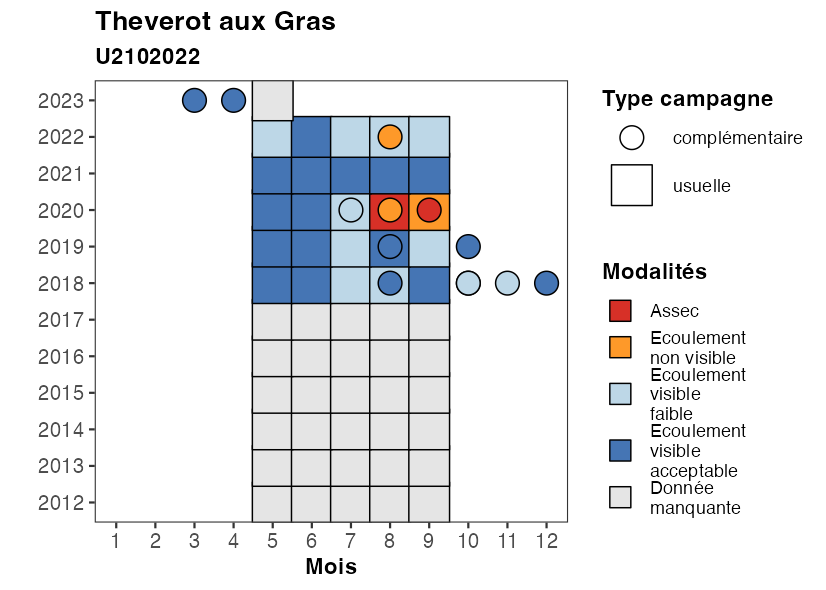 Theverot aux Gras
U2102022
2023
2022
2021
2020
2019
2018
2017
2016
2015
2014
2013
2012
1 2 3 4 5 6 7 8 9 10 11 12
Mois
Type campagne
complémentaire
usuelle
Modalités
Assec
Ecoulement
non visible
Ecoulement
visible
faible
Ecoulement
visible
acceptable
Donnée
manquante